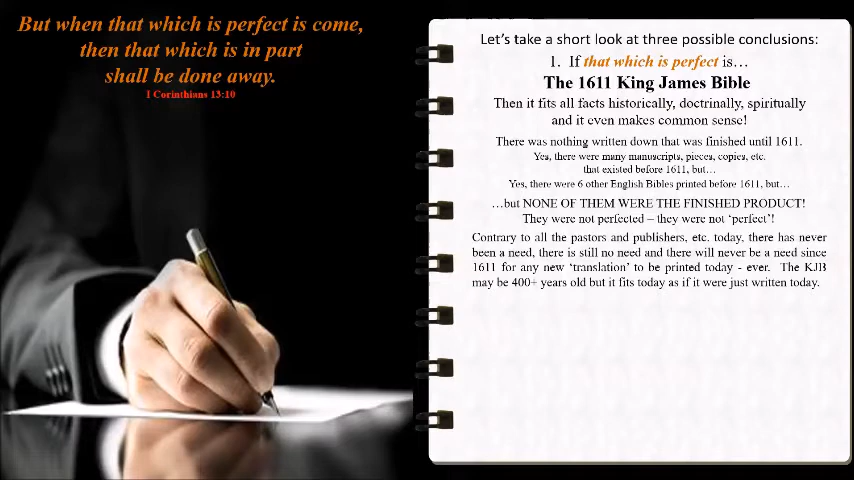 But when that which is perfect is come,
then that which is in part
shall be done away.
I Corinthians 13:10
Let's take a short look at three possible conclusions:
1. If that which is perfect is…
The 1611 King James Bible
Then it fits all facts historically, doctrinally, spiritually
and it even makes common sense!
There was nothing written down that was finished until 1611.
Yes, there were many manuscripts, pieces, copies, etc.
that existed before 1611, but…
Yes, there were 6 other English Bibles printed before 1611, but…
…but NONE OF THEM WERE THE FINISHED PRODUCT!
They were not perfected – they were not 'perfect'!
Contrary to all the pastors and publishers, etc. today, there has never
been a need, there is still no need and there will never be a need since
1611 for any new 'translation' to be printed today - ever. The KJB
may be 400+ years old but it fits today as if it were just written today.